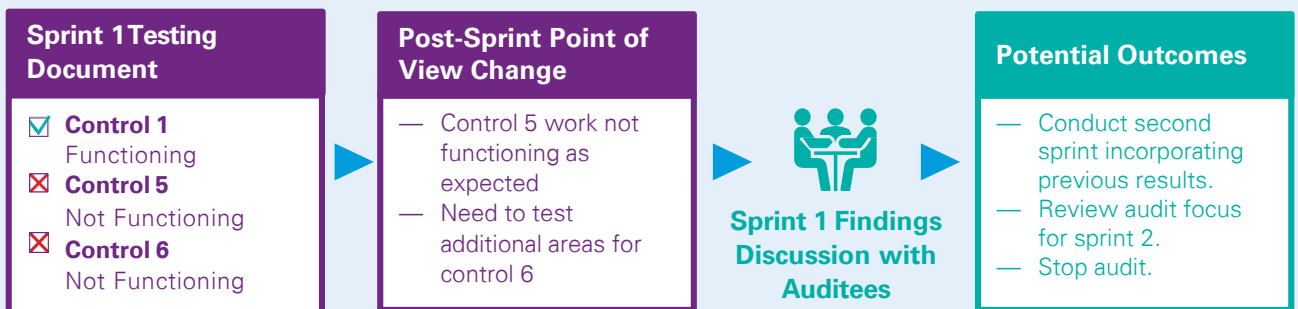 Sprint 1 Testing
Document
Control 1
Functioning
Control 5
Not Functioning
Control 6
Not Functioning
Post-Sprint Point of
View Change
— Control 5 work not
functioning as
expected
— Need to test
additional areas for
control 6
Sprint 1 Findings
Discussion with
Auditees
Potential Outcomes
— Conduct second
sprint incorporating
previous results.
— Review audit focus
for sprint 2.
— Stop audit.